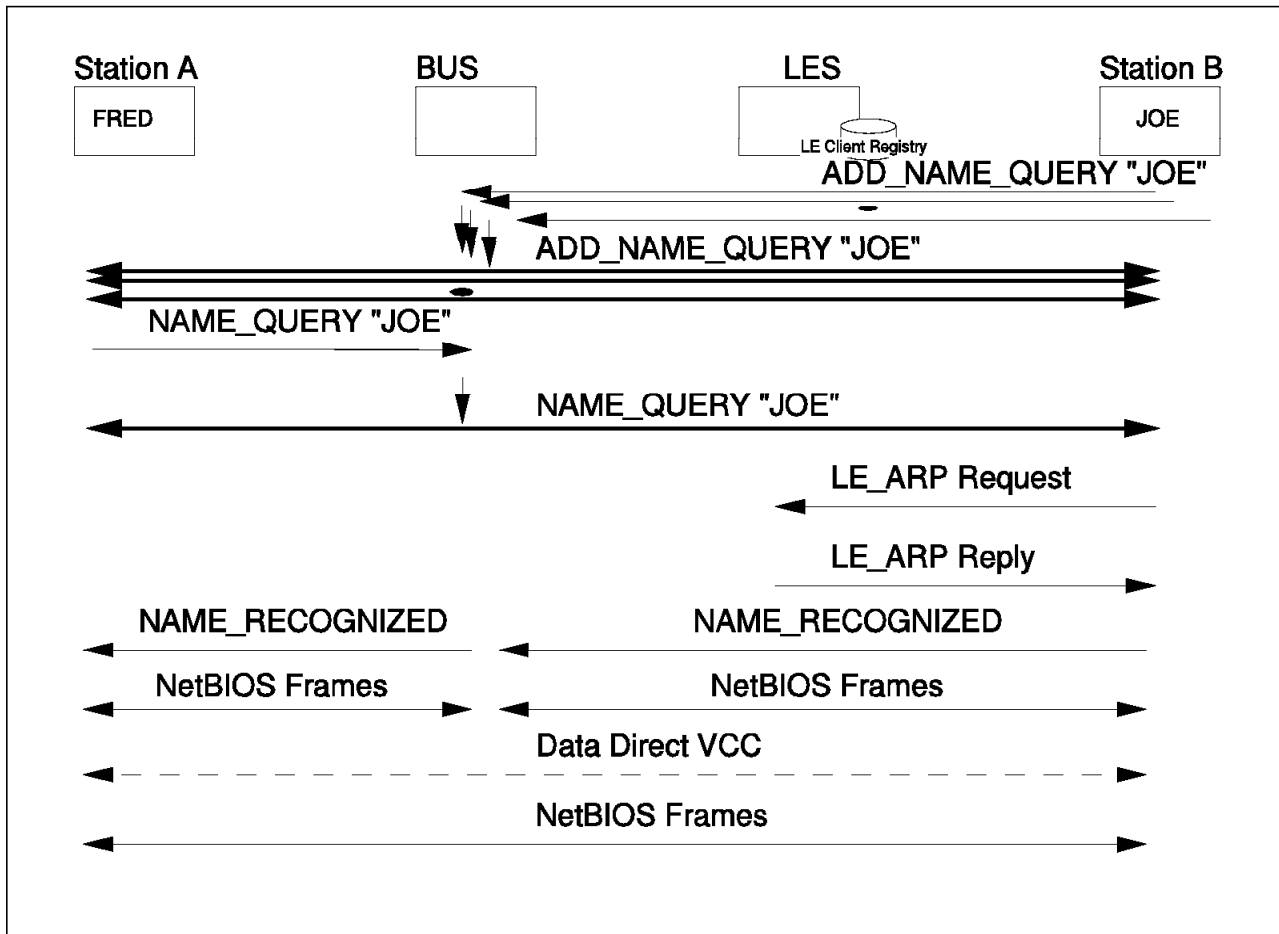 Station A
BUS
LES
Station B
FRED
JOE
LE Client Registry
ADD_NAME_QUERY "JOE"
ADD_NAME_QUERY "JOE"
NAME_QUERY "JOE"
NAME_QUERY "JOE"
LE_ARP Request
LE_ARP Reply
NAME_RECOGNIZED
NAME_RECOGNIZED
NetBIOS Frames
NetBIOS Frames
Data Direct VCC
NetBIOS Frames